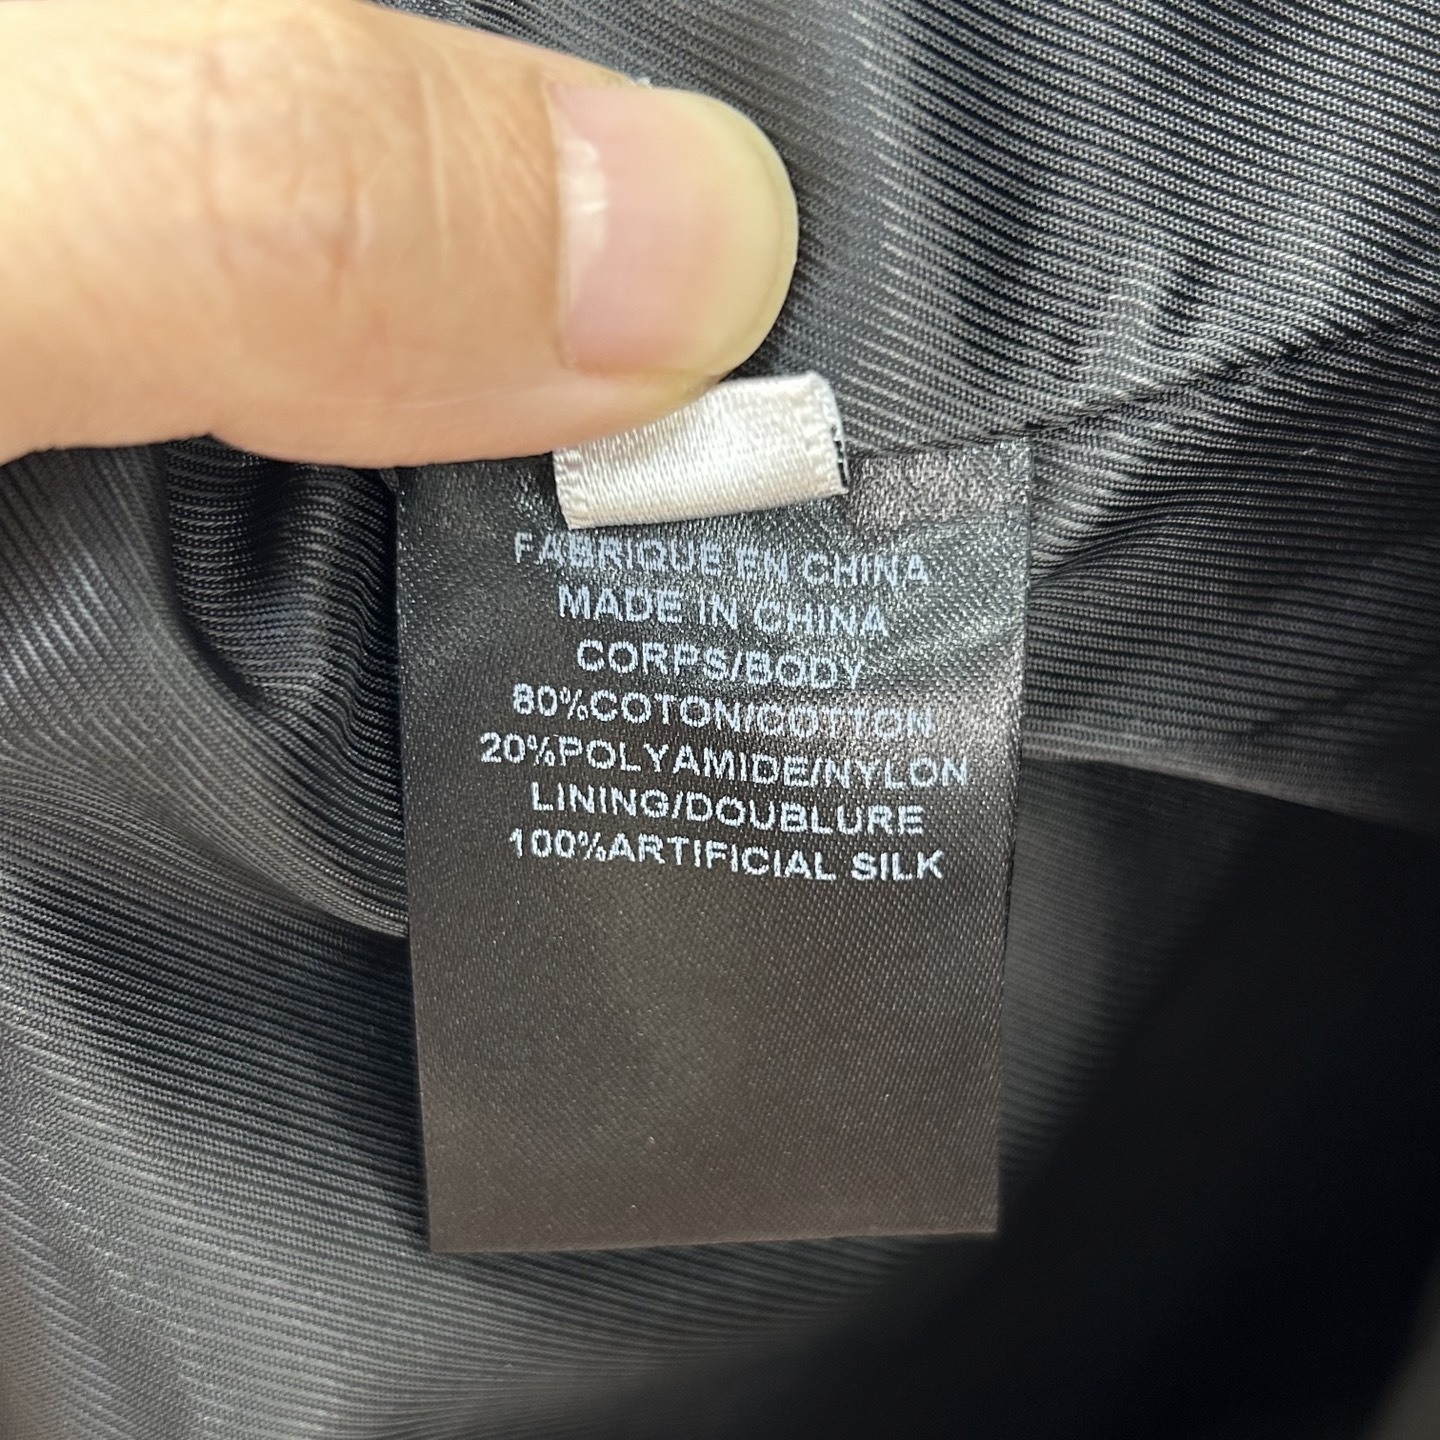 FABRIQUE EN CHINA
MADE IN CHINA
CORPS/BODY
80%COTON/COTTON
20%POLYAMIDE/NYLON
LINING/DOUBLURE
100%ARTIFICIAL SILK